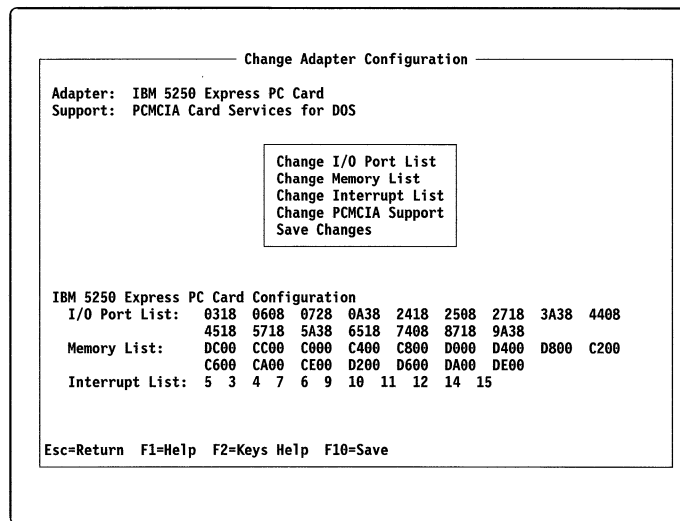 Change Adapter Configuration
Adapter: IBM 5250 Express PC Card
Support: PCMCIA Card Services for DOS
Change I/O Port List
Change Memory List
Change Interrupt List
Change PCMCIA Support
Save Changes
IBM 5250 Express PC Card Configuration
I/O Port List: 0318 0608 0728 0A38 2418 2508 2718 3A38 4408
4518 5718 5A38 6518 7408 8718 9A38
Memory List: DC00 CC00 C000 C400 C800 D000 D400 D800 C200
C600 CA00 CE00 D200 D600 DA00 DE00
Interrupt List: 5 3 4 7 6 9 10 11 12 14 15
Esc=Return F1=Help F2=Keys Help F10=Save